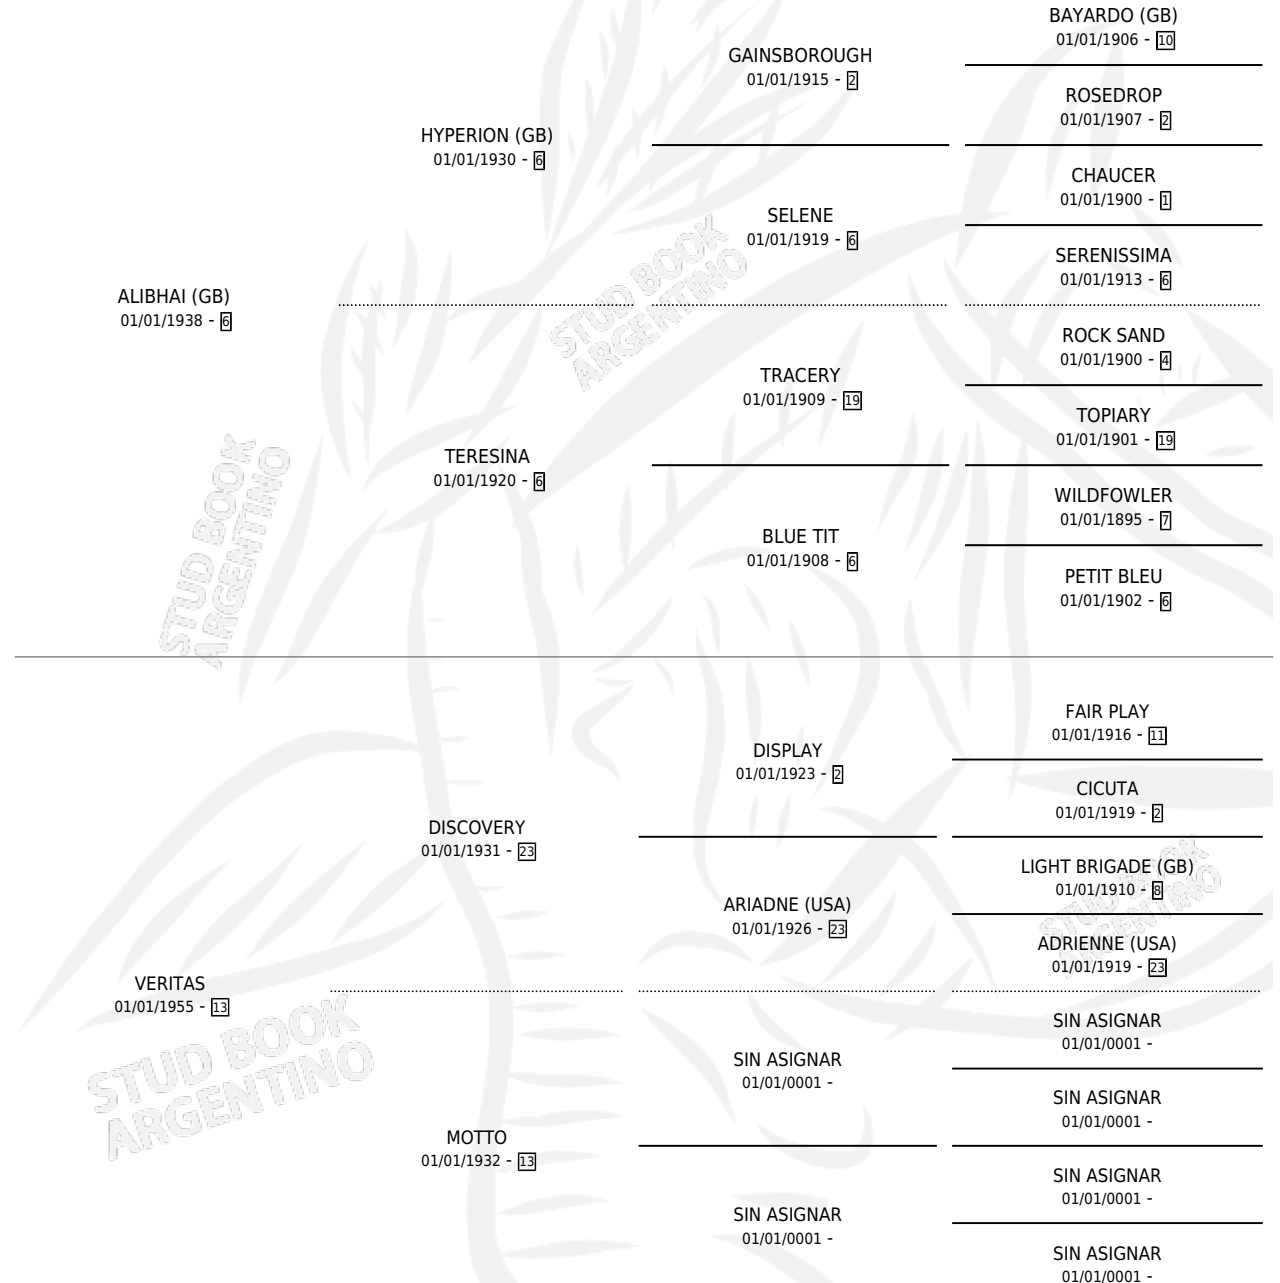 ALIBHAI (GB)
01/01/1938 - 6
HYPERION (GB)
01/01/1930 - 6
GAINSBOROUGH
01/01/1915 - 2
BAYARDO (GB)
01/01/1906 - 10
ROSEDROP
01/01/1907 - 2
SELENE
01/01/1919 - 6
CHAUCER
01/01/1900 - 1
SERENISSIMA
01/01/1913 - 6
TERESINA
01/01/1920 - 6
TRACERY
01/01/1909 - 19
ROCK SAND
01/01/1900 - 4
TOPIARY
01/01/1901 - 19
BLUE TIT
01/01/1908 - 6
WILDFOWLER
01/01/1895 - 7
PETIT BLEU
01/01/1902 - 6
VERITAS
01/01/1955 - 13
DISCOVERY
01/01/1931 - 23
DISPLAY
01/01/1923 - 2
FAIR PLAY
01/01/1916 - 11
CICUTA
01/01/1919 - 2
ARIADNE (USA)
01/01/1926 - 23
LIGHT BRIGADE (GB)
01/01/1910 - 8
ADRIENNE (USA)
01/01/1919 - 23
MOTTO
01/01/1932 - 13
SIN ASIGNAR
01/01/0001 -
SIN ASIGNAR
01/01/0001 -
SIN ASIGNAR
01/01/0001 -
SIN ASIGNAR
01/01/0001 -
SIN ASIGNAR
01/01/0001 -
SIN ASIGNAR
01/01/0001 -
STUD BOOK
ARGENTINO
STUD BOOK
ARGENTINO
STUD BOOK
ARGENTINO
STUD BOOK
ARGENTINO